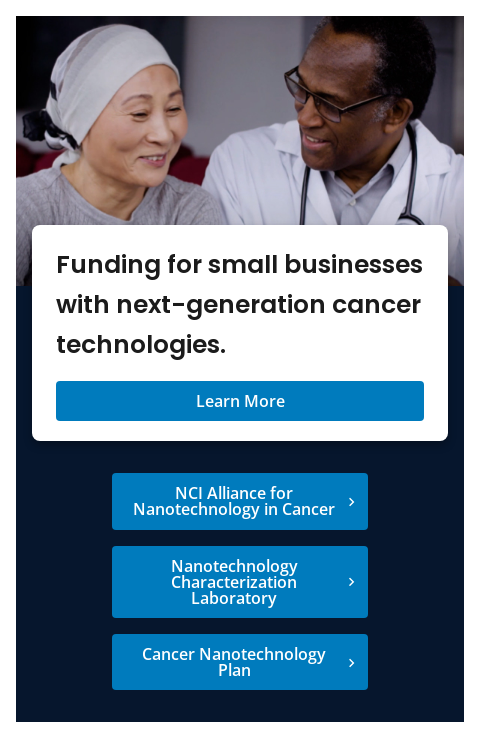 Funding for small businesses
with next-generation cancer
technologies.
Learn More
NCI Alliance for
Nanotechnology in Cancer
Nanotechnology
Characterization
Laboratory
Cancer Nanotechnology
Plan